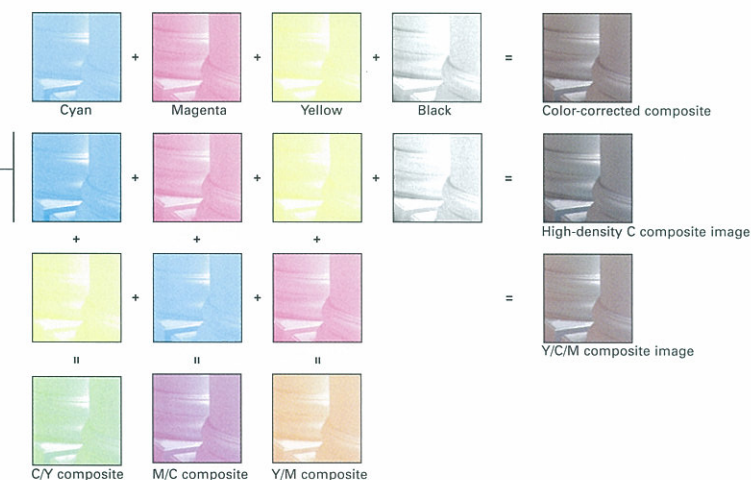 + + + =
Cyan Magenta Yellow Black Color-corrected composite
+ + + =
High-density C composite image
+ + +
+ + =
Y/C/M composite image
= = =
C/Y composite M/C composite Y/M composite